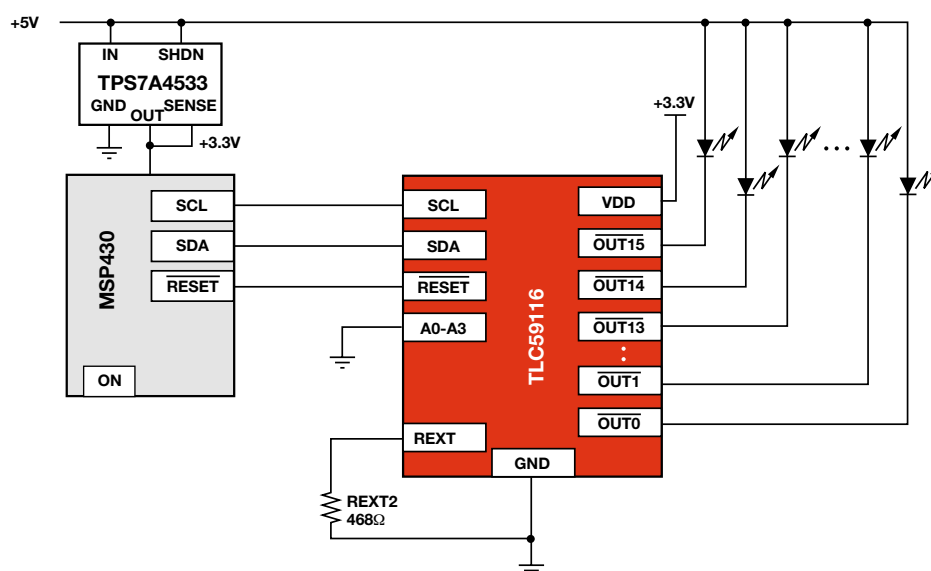 +5V
IN SHDN
TPS7A4533
GND OUT SENSE
+3.3V
MSP430
SCL
SDA
RESET
ON
TLC59116
SCL
SDA
RESET
A0-A3
REXT
GND
VDD
OUT15
OUT14
OUT13
OUT1
OUT0
+3.3V
REXT2
468Ω